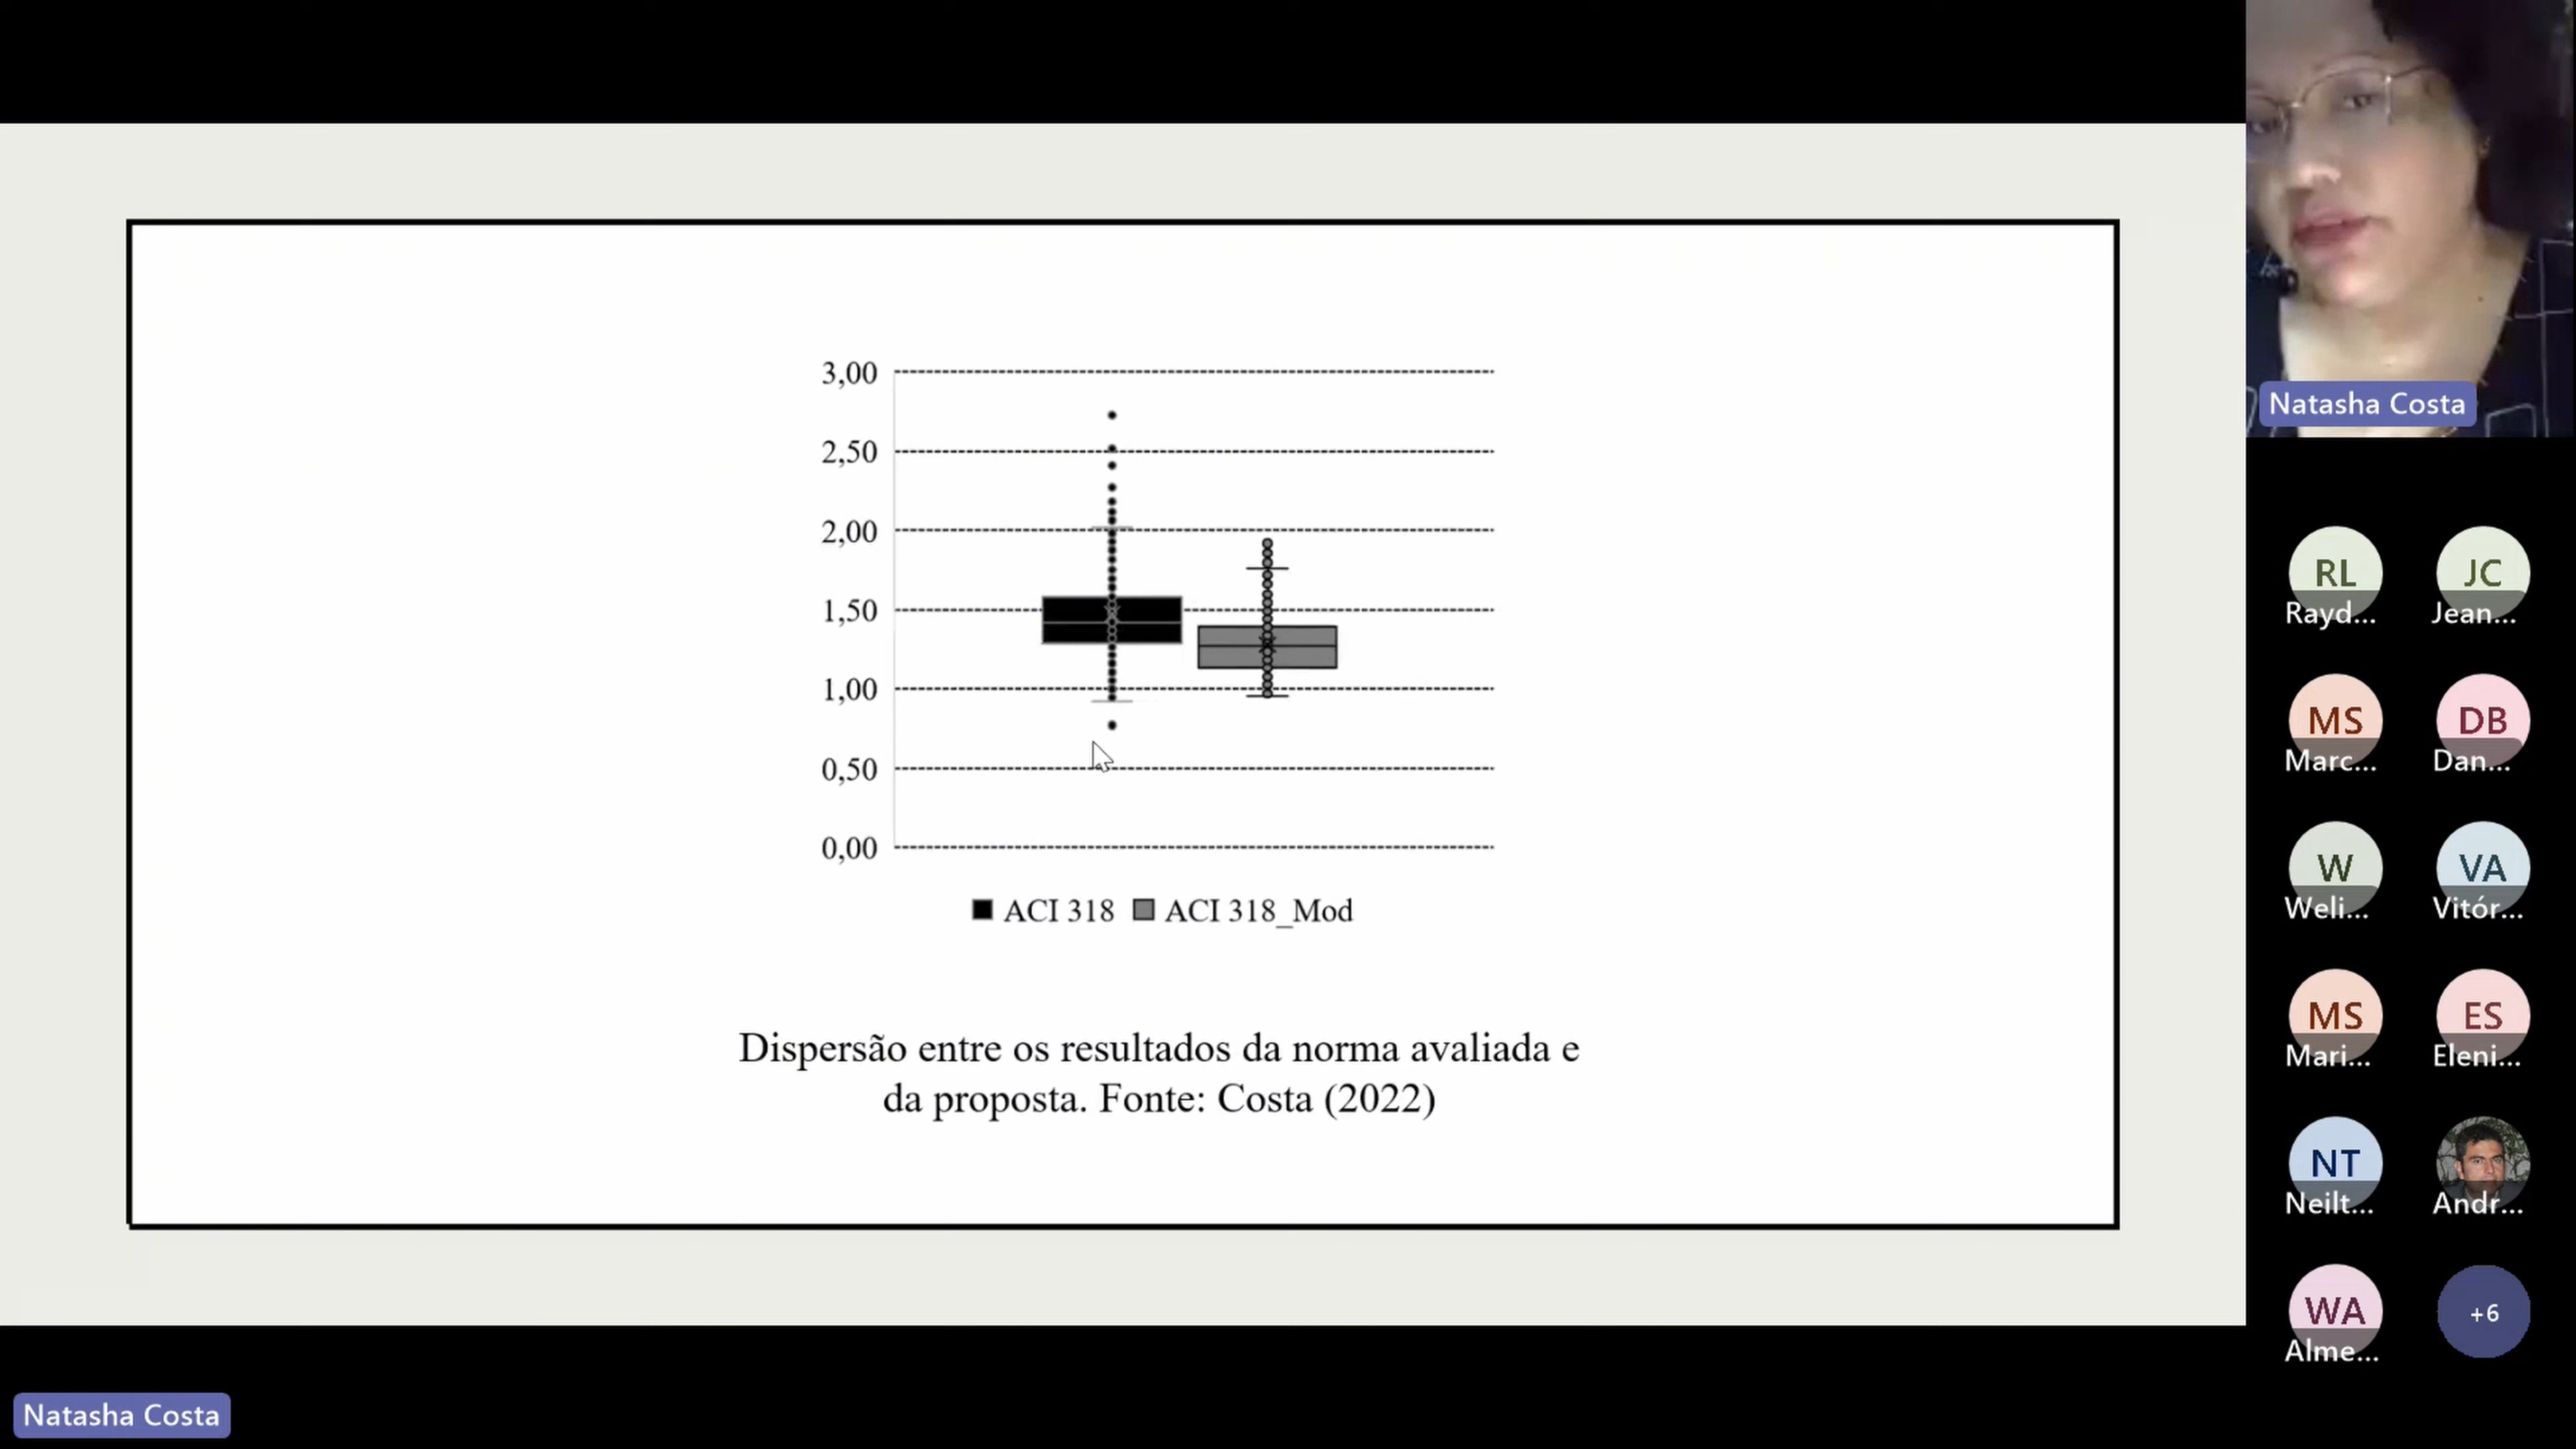 3,00
2,50
2,00
1,50
1,00
0,50
0,00
ACI 318 ACI 318_Mod
Dispersão entre os resultados da norma avaliada e
da proposta. Fonte: Costa (2022)
Natasha Costa
RL JC
Rayd... Jean...
MS DB
Marc... Dan...
W VA
Weli... Vitór...
MS ES
Mari... Eleni...
NT
Neilt... Andr...
WA +6
Alme...
Natasha Costa